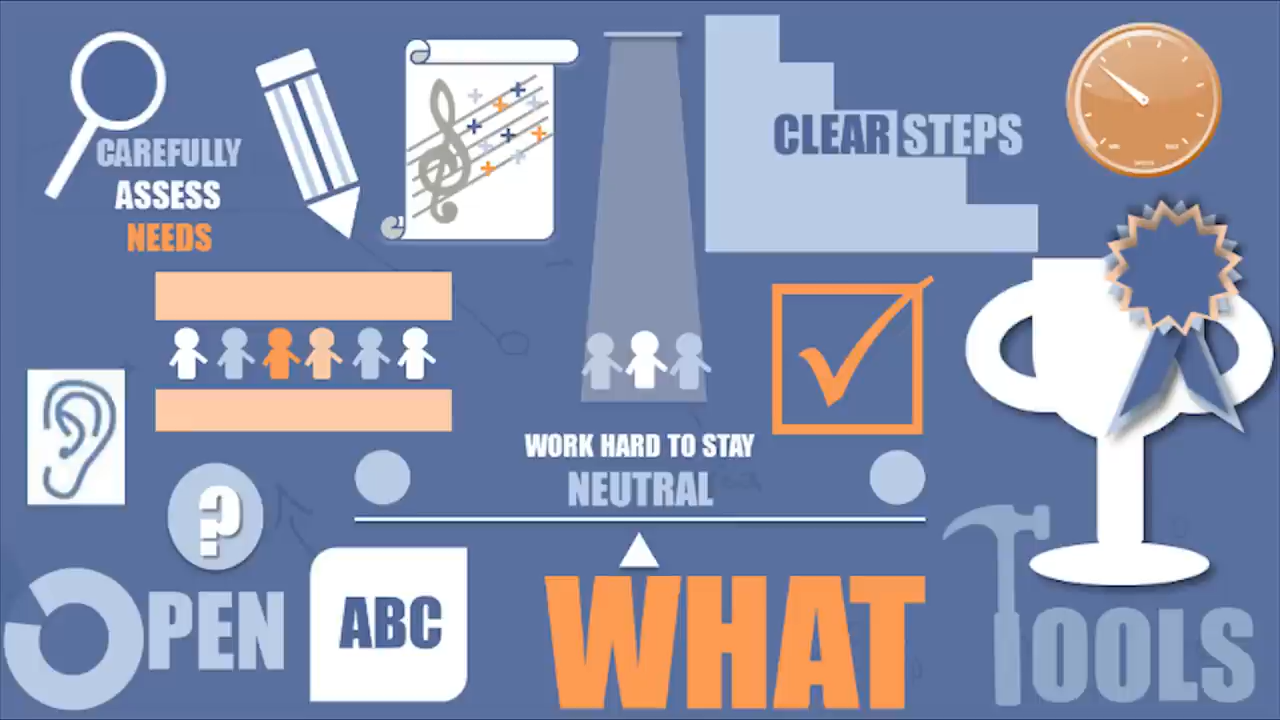 CAREFULLY
ASSESS
NEEDS
CLEAR STEPS
?
WORK HARD TO STAY
NEUTRAL
OPEN
ABC
WHAT
TOOLS